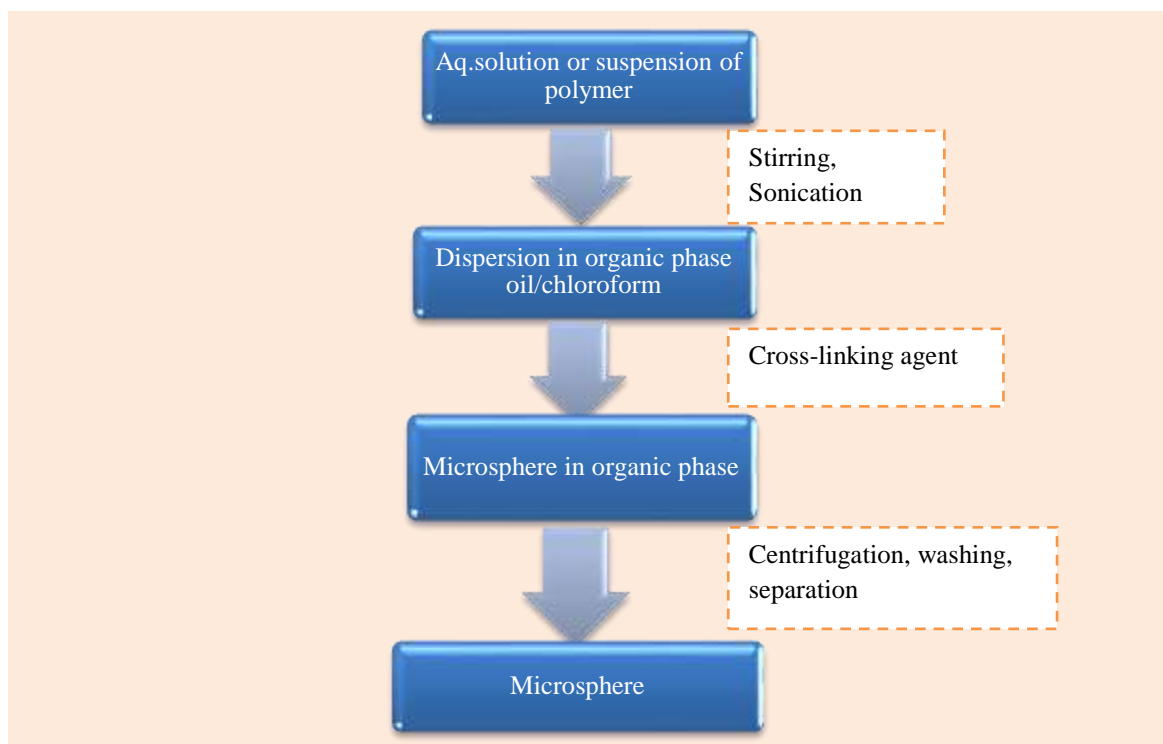 Aq.solution or suspension of
polymer
Stirring,
Sonication
Dispersion in organic phase
oil/chloroform
Cross-linking agent
Microsphere in organic phase
Centrifugation, washing,
separation
Microsphere